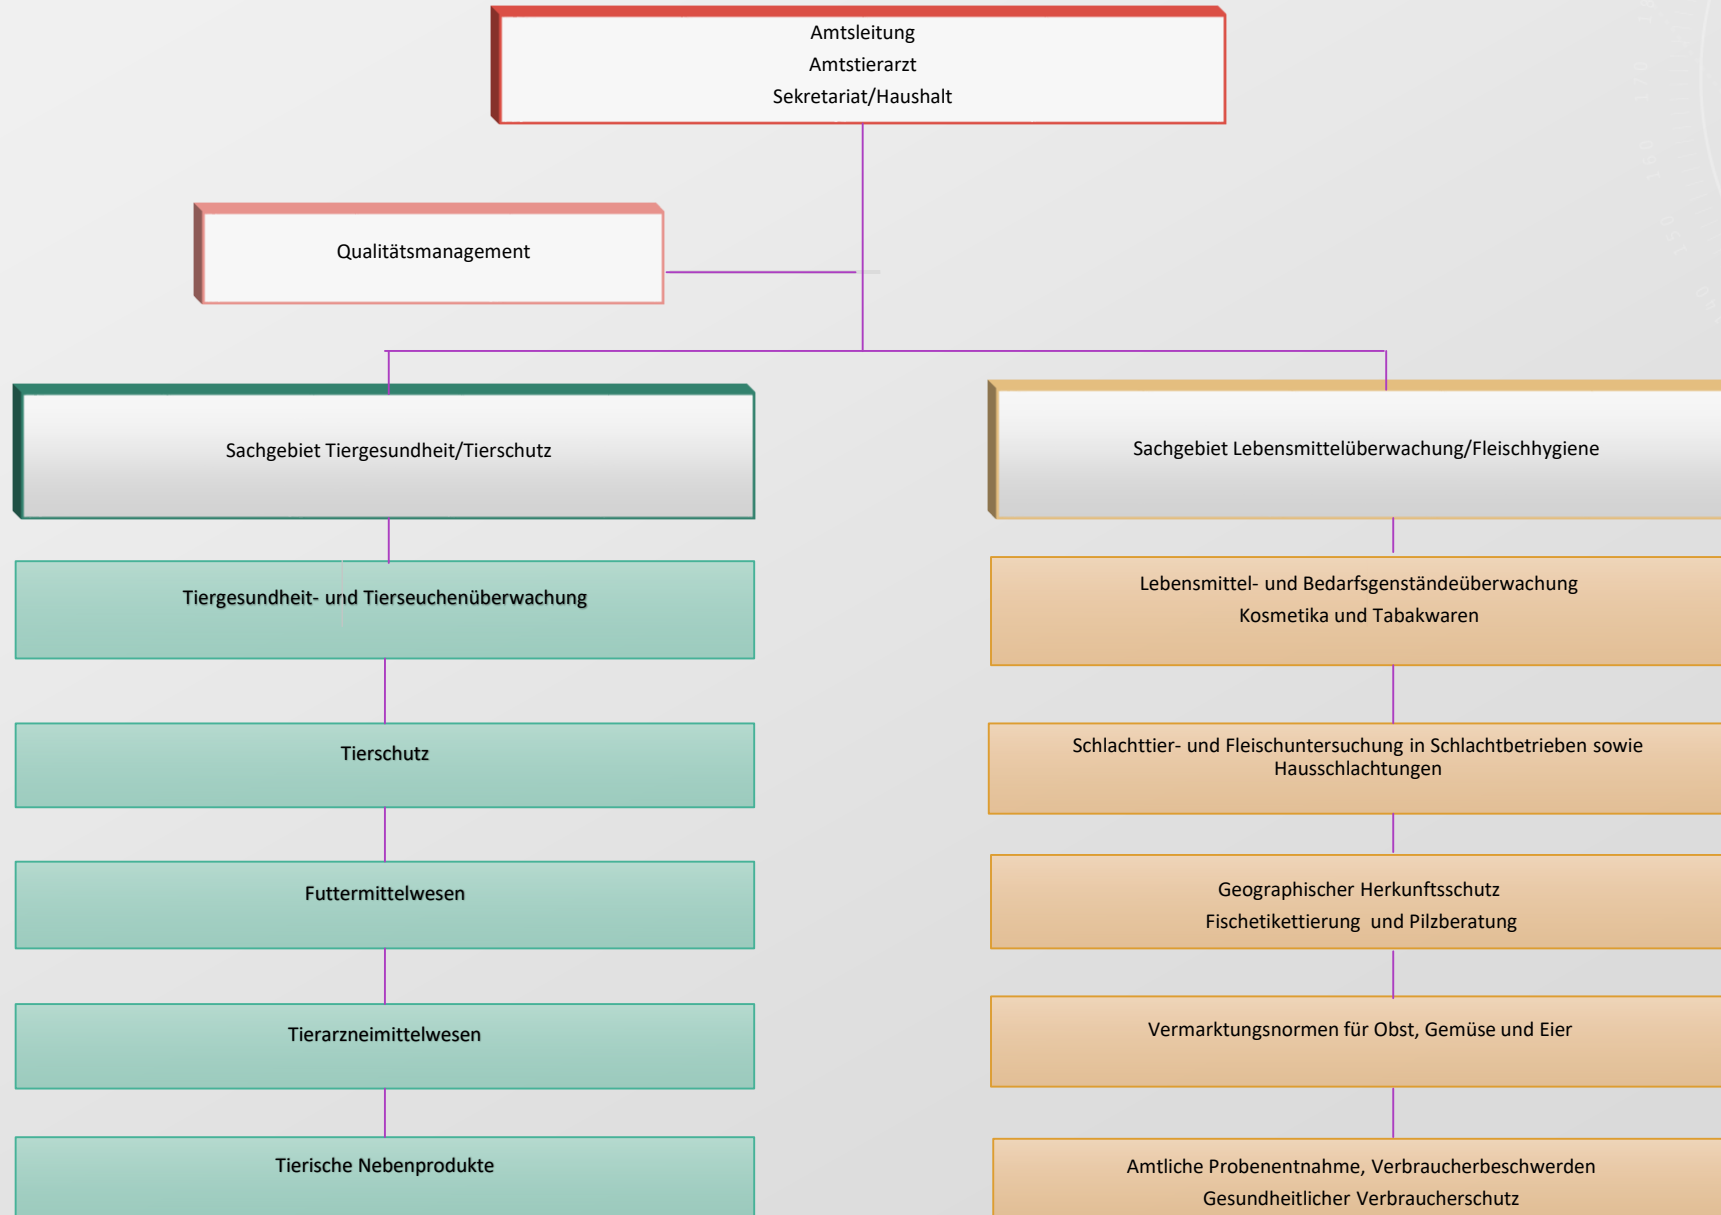 Amtsleitung
Amtstierarzt
Sekretariat/Haushalt
Qualitätsmanagement
Sachgebiet Tiergesundheit/Tierschutz
Tiergesundheit- und Tierseuchenüberwachung
Tierschutz
Futtermittelwesen
Tierarzneimittelwesen
Tierische Nebenprodukte
Sachgebiet Lebensmittelüberwachung/Fleischhygiene
Lebensmittel- und Bedarfsgenständeüberwachung
Kosmetika und Tabakwaren
Schlachttier- und Fleischuntersuchung in Schlachtbetrieben sowie
Hausschlachtungen
Geographischer Herkunftsschutz
Fischetikettierung  und Pilzberatung
Vermarktungsnormen für Obst, Gemüse und Eier
Amtliche Probenentnahme, Verbraucherbeschwerden
Gesundheitlicher Verbraucherschutz